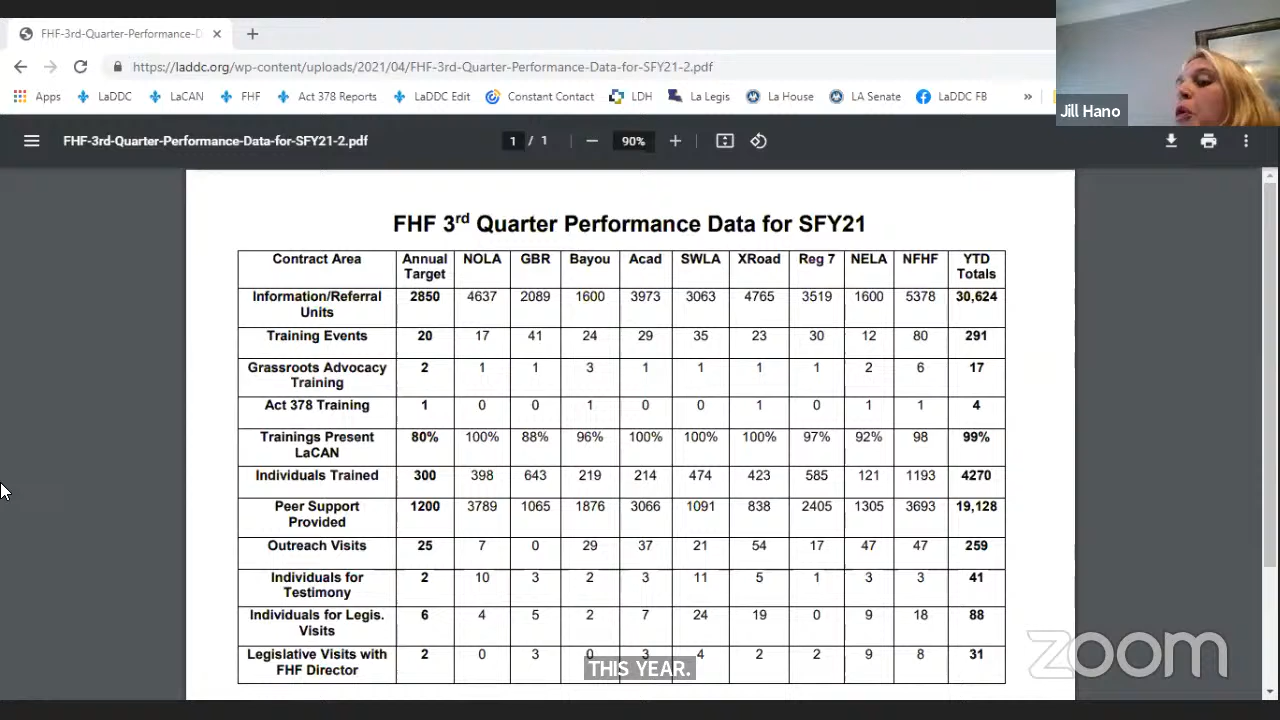 FHF-3rd-Quarter-Performance-D
https://laddc.org/wp-content/uploads/2021/04/FHF-3rd-Quarter-Performance-Data-for-SFY21-2.pdf
Apps LaDDC LaCAN FHF Act 378 Reports LaDDC Edit Constant Contact LDH La Legis La House LA Senate LaDDC FB »
Jill Hano
FHF-3rd-Quarter-Performance-Data-for-SFY21-2.pdf 1 / 1 — 90% +
FHF 3rd Quarter Performance Data for SFY21
Contract Area Annual Target NOLA GBR Bayou Acad SWLA XRoad Reg 7 NELA NFHF YTD Totals
Information/Referral Units 2850 4637 2089 1600 3973 3063 4765 3519 1600 5378 30,624
Training Events 20 17 41 24 29 35 23 30 12 80 291
Grassroots Advocacy Training 2 1 1 3 1 1 1 1 2 6 17
Act 378 Training 1 0 0 1 0 0 1 0 1 1 4
Trainings Present LaCAN 80% 100% 88% 96% 100% 100% 100% 97% 92% 98 99%
Individuals Trained 300 398 643 219 214 474 423 585 121 1193 4270
Peer Support Provided 1200 3789 1065 1876 3066 1091 838 2405 1305 3693 19,128
Outreach Visits 25 7 0 29 37 21 54 17 47 47 259
Individuals for Testimony 2 10 3 2 3 11 5 1 3 3 41
Individuals for Legis. Visits 6 4 5 2 7 24 19 0 9 18 88
Legislative Visits with FHF Director 2 0 3 0 3 4 2 2 9 8 31
THIS YEAR.
zoom